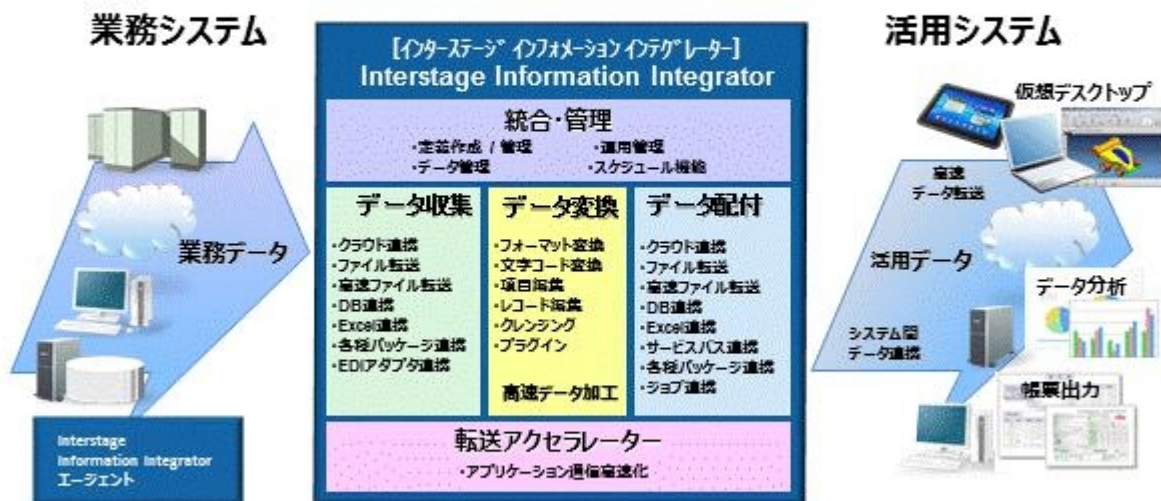 業務システム
業務データ
Interstage
Information Integrator
エージェント
[インターステージ インフォメーション インテグレーター]
Interstage Information Integrator
統合・管理
・定義作成 / 管理 ・運用管理
・データ管理 ・スケジュール機能
データ収集
・クラウド連携
・ファイル転送
・高速ファイル転送
・DB連携
・Excel連携
・各種パッケージ連携
・EDIアダプタ連携
データ変換
・フォーマット変換
・文字コード変換
・項目編集
・レコード編集
・クレンジング
・プラグイン
高速データ加工
データ配付
・クラウド連携
・ファイル転送
・高速ファイル転送
・DB連携
・Excel連携
・サービスバス連携
・各種パッケージ連携
・ジョブ連携
転送アクセラレーター
・アプリケーション通信高速化
活用システム
仮想デスクトップ
高速
データ転送
活用データ
データ分析
システム間
データ連携
帳票出力